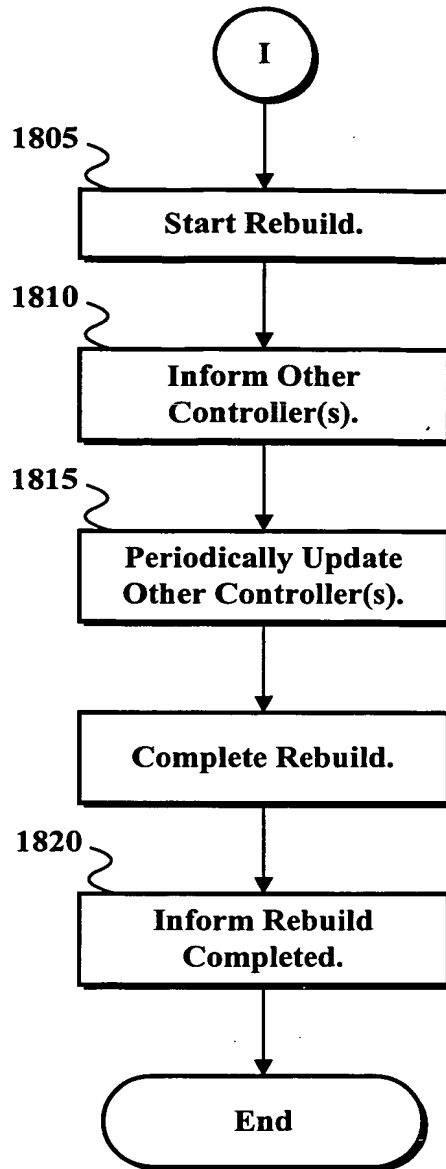 I
1805
Start Rebuild.
1810
Inform Other
Controller(s).
1815
Periodically Update
Other Controller(s).
Complete Rebuild.
1820
Inform Rebuild
Completed.
End